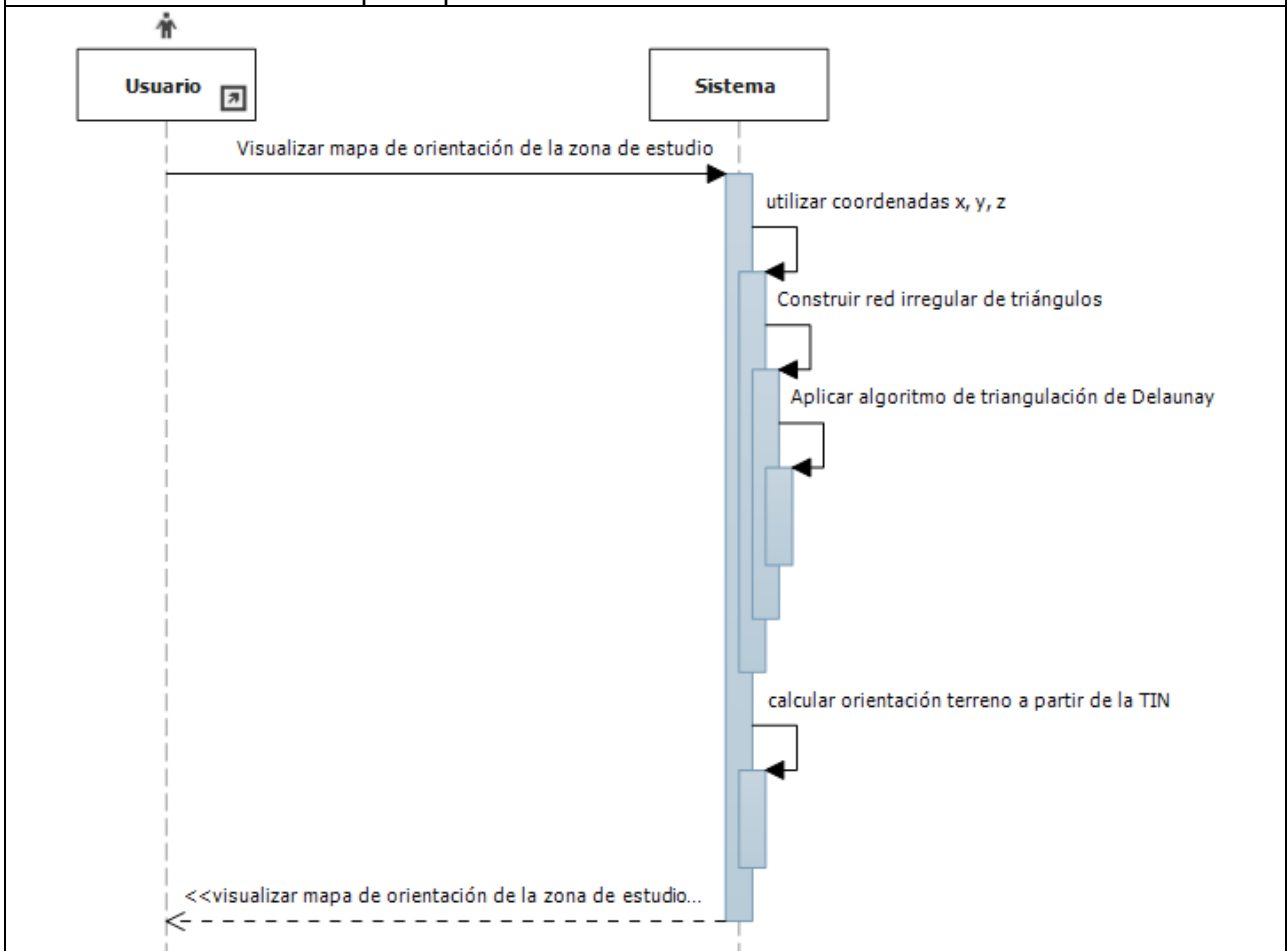 Usuario
Sistema
Visualizar mapa de orientación de la zona de estudio
utilizar coordenadas x, y, z
Construir red irregular de triángulos
Aplicar algoritmo de triangulación de Delaunay
calcular orientación terreno a partir de la TIN
<<visualizar mapa de orientación de la zona de estudio...